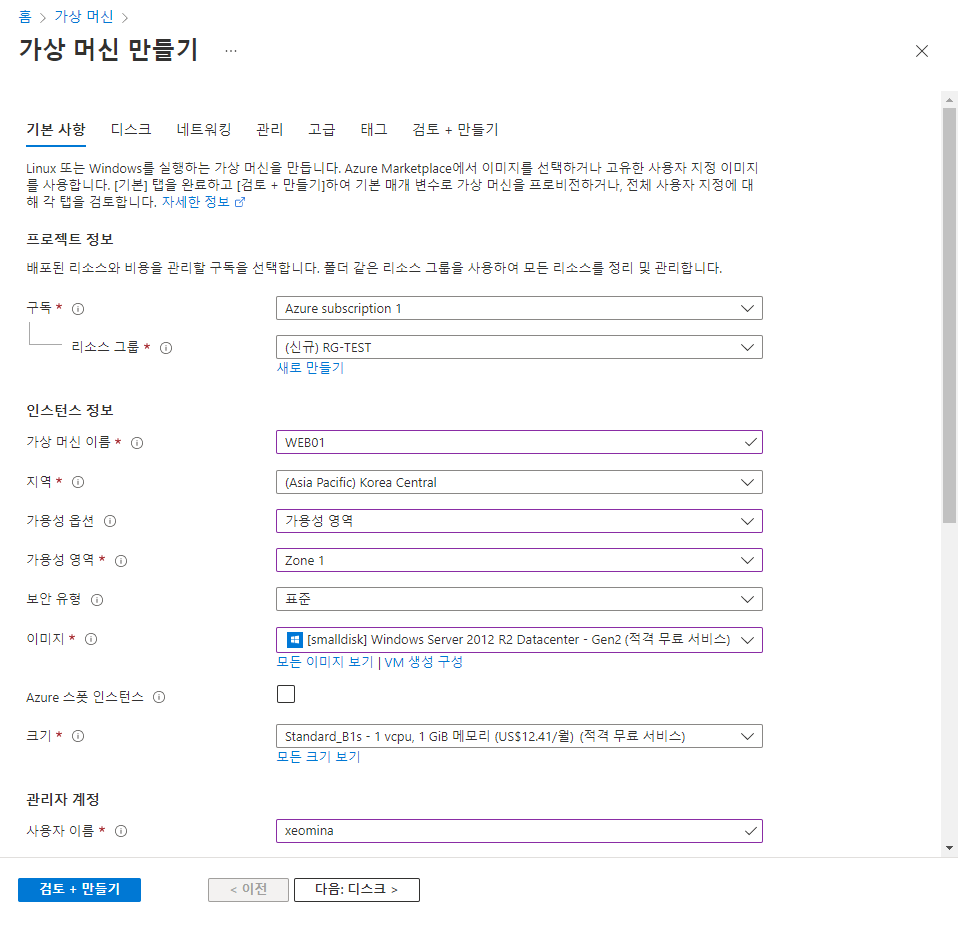 홈 > 가상 머신 >
가상 머신 만들기 ...
기본 사항 디스크 네트워킹 관리 고급 태그 검토 + 만들기
Linux 또는 Windows를 실행하는 가상 머신을 만듭니다. Azure Marketplace에서 이미지를 선택하거나 고유한 사용자 지정 이미지
를 사용합니다. [기본] 탭을 완료하고 [검토 + 만들기]하여 기본 매개 변수로 가상 머신을 프로비전하거나, 전체 사용자 지정에 대
해 각 탭을 검토합니다. 자세한 정보
프로젝트 정보
배포된 리소스와 비용을 관리할 구독을 선택합니다. 폴더 같은 리소스 그룹을 사용하여 모든 리소스를 정리 및 관리합니다.
구독 * Azure subscription 1
리소스 그룹 * (신규) RG-TEST
새로 만들기
인스턴스 정보
가상 머신 이름 * WEB01
지역 * (Asia Pacific) Korea Central
가용성 옵션 가용성 영역
가용성 영역 * Zone 1
보안 유형 표준
이미지 * [smalldisk] Windows Server 2012 R2 Datacenter - Gen2 (적격 무료 서비스)
모든 이미지 보기 | VM 생성 구성
Azure 스폿 인스턴스
크기 * Standard_B1s - 1 vcpu, 1 GiB 메모리 (US$12.41/월) (적격 무료 서비스)
모든 크기 보기
관리자 계정
사용자 이름 * xeomina
검토 + 만들기 < 이전 다음: 디스크 >